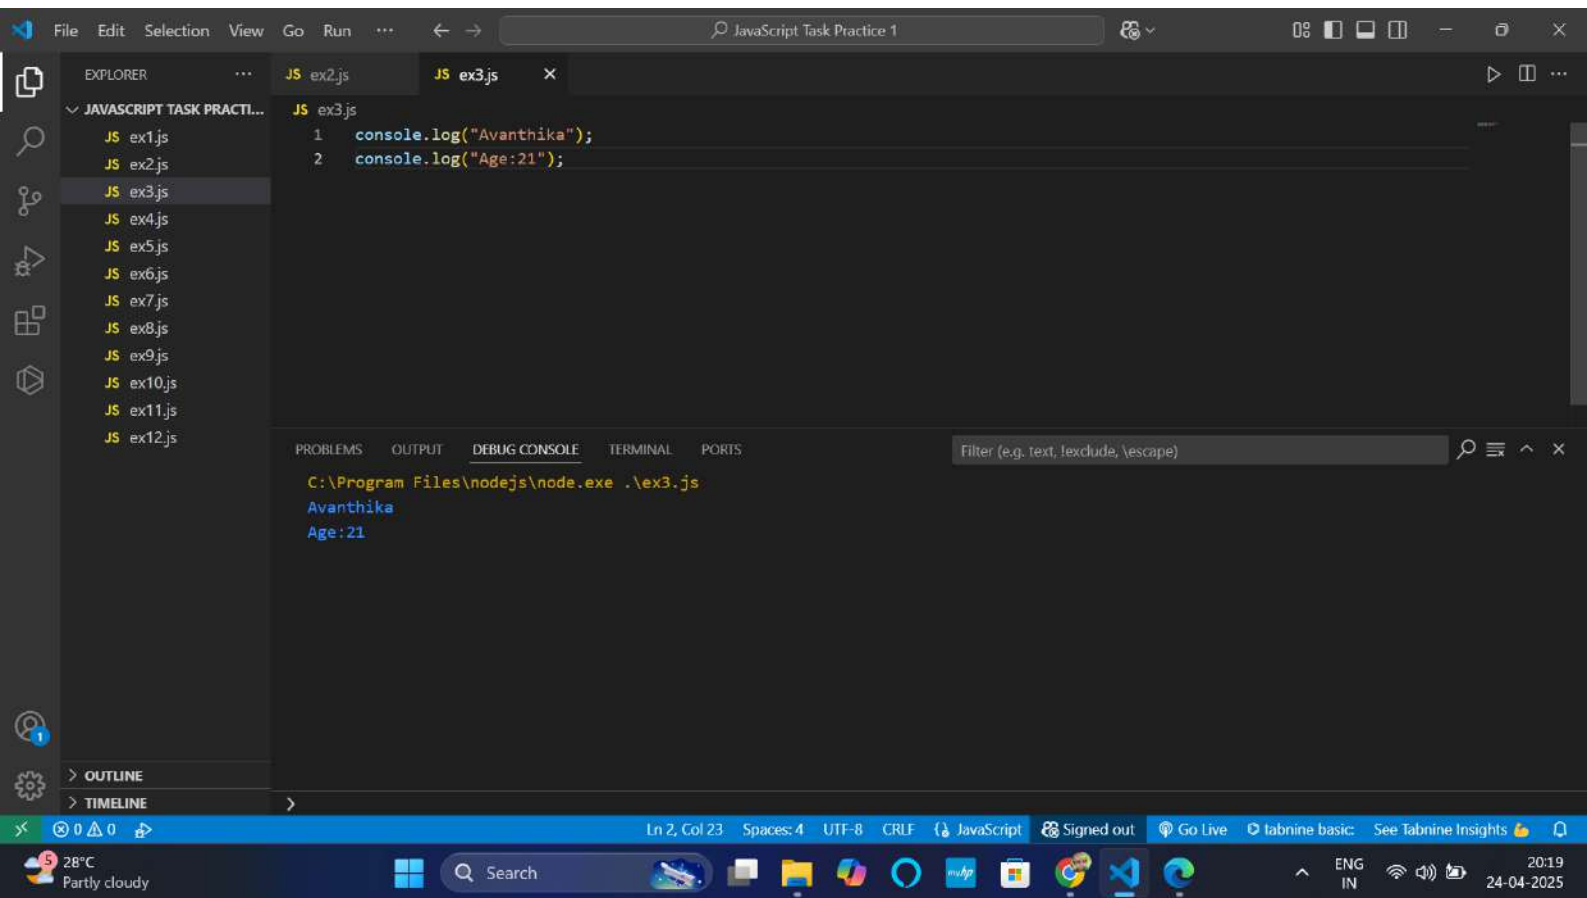 File Edit Selection View Go Run ···
JavaScript Task Practice 1
EXPLORER ···
JAVASCRIPT TASK PRACTI...
JS ex1.js
JS ex2.js
JS ex3.js
JS ex4.js
JS ex5.js
JS ex6.js
JS ex7.js
JS ex8.js
JS ex9.js
JS ex10.js
JS ex11.js
JS ex12.js
OUTLINE
TIMELINE
JS ex2.js JS ex3.js
JS ex3.js
1 console.log("Avanthika");
2 console.log("Age:21");
PROBLEMS OUTPUT DEBUG CONSOLE TERMINAL PORTS
Filter (e.g. text, !exclude, \escape)
C:\Program Files\nodejs\node.exe .\ex3.js
Avanthika
Age:21
1
0 0
Ln 2, Col 23 Spaces: 4 UTF-8 CRLF JavaScript Signed out Go Live tabnine basic: See Tabnine Insights
5
28°C
Partly cloudy
Search
myhp
ENG
IN
20:19
24-04-2025